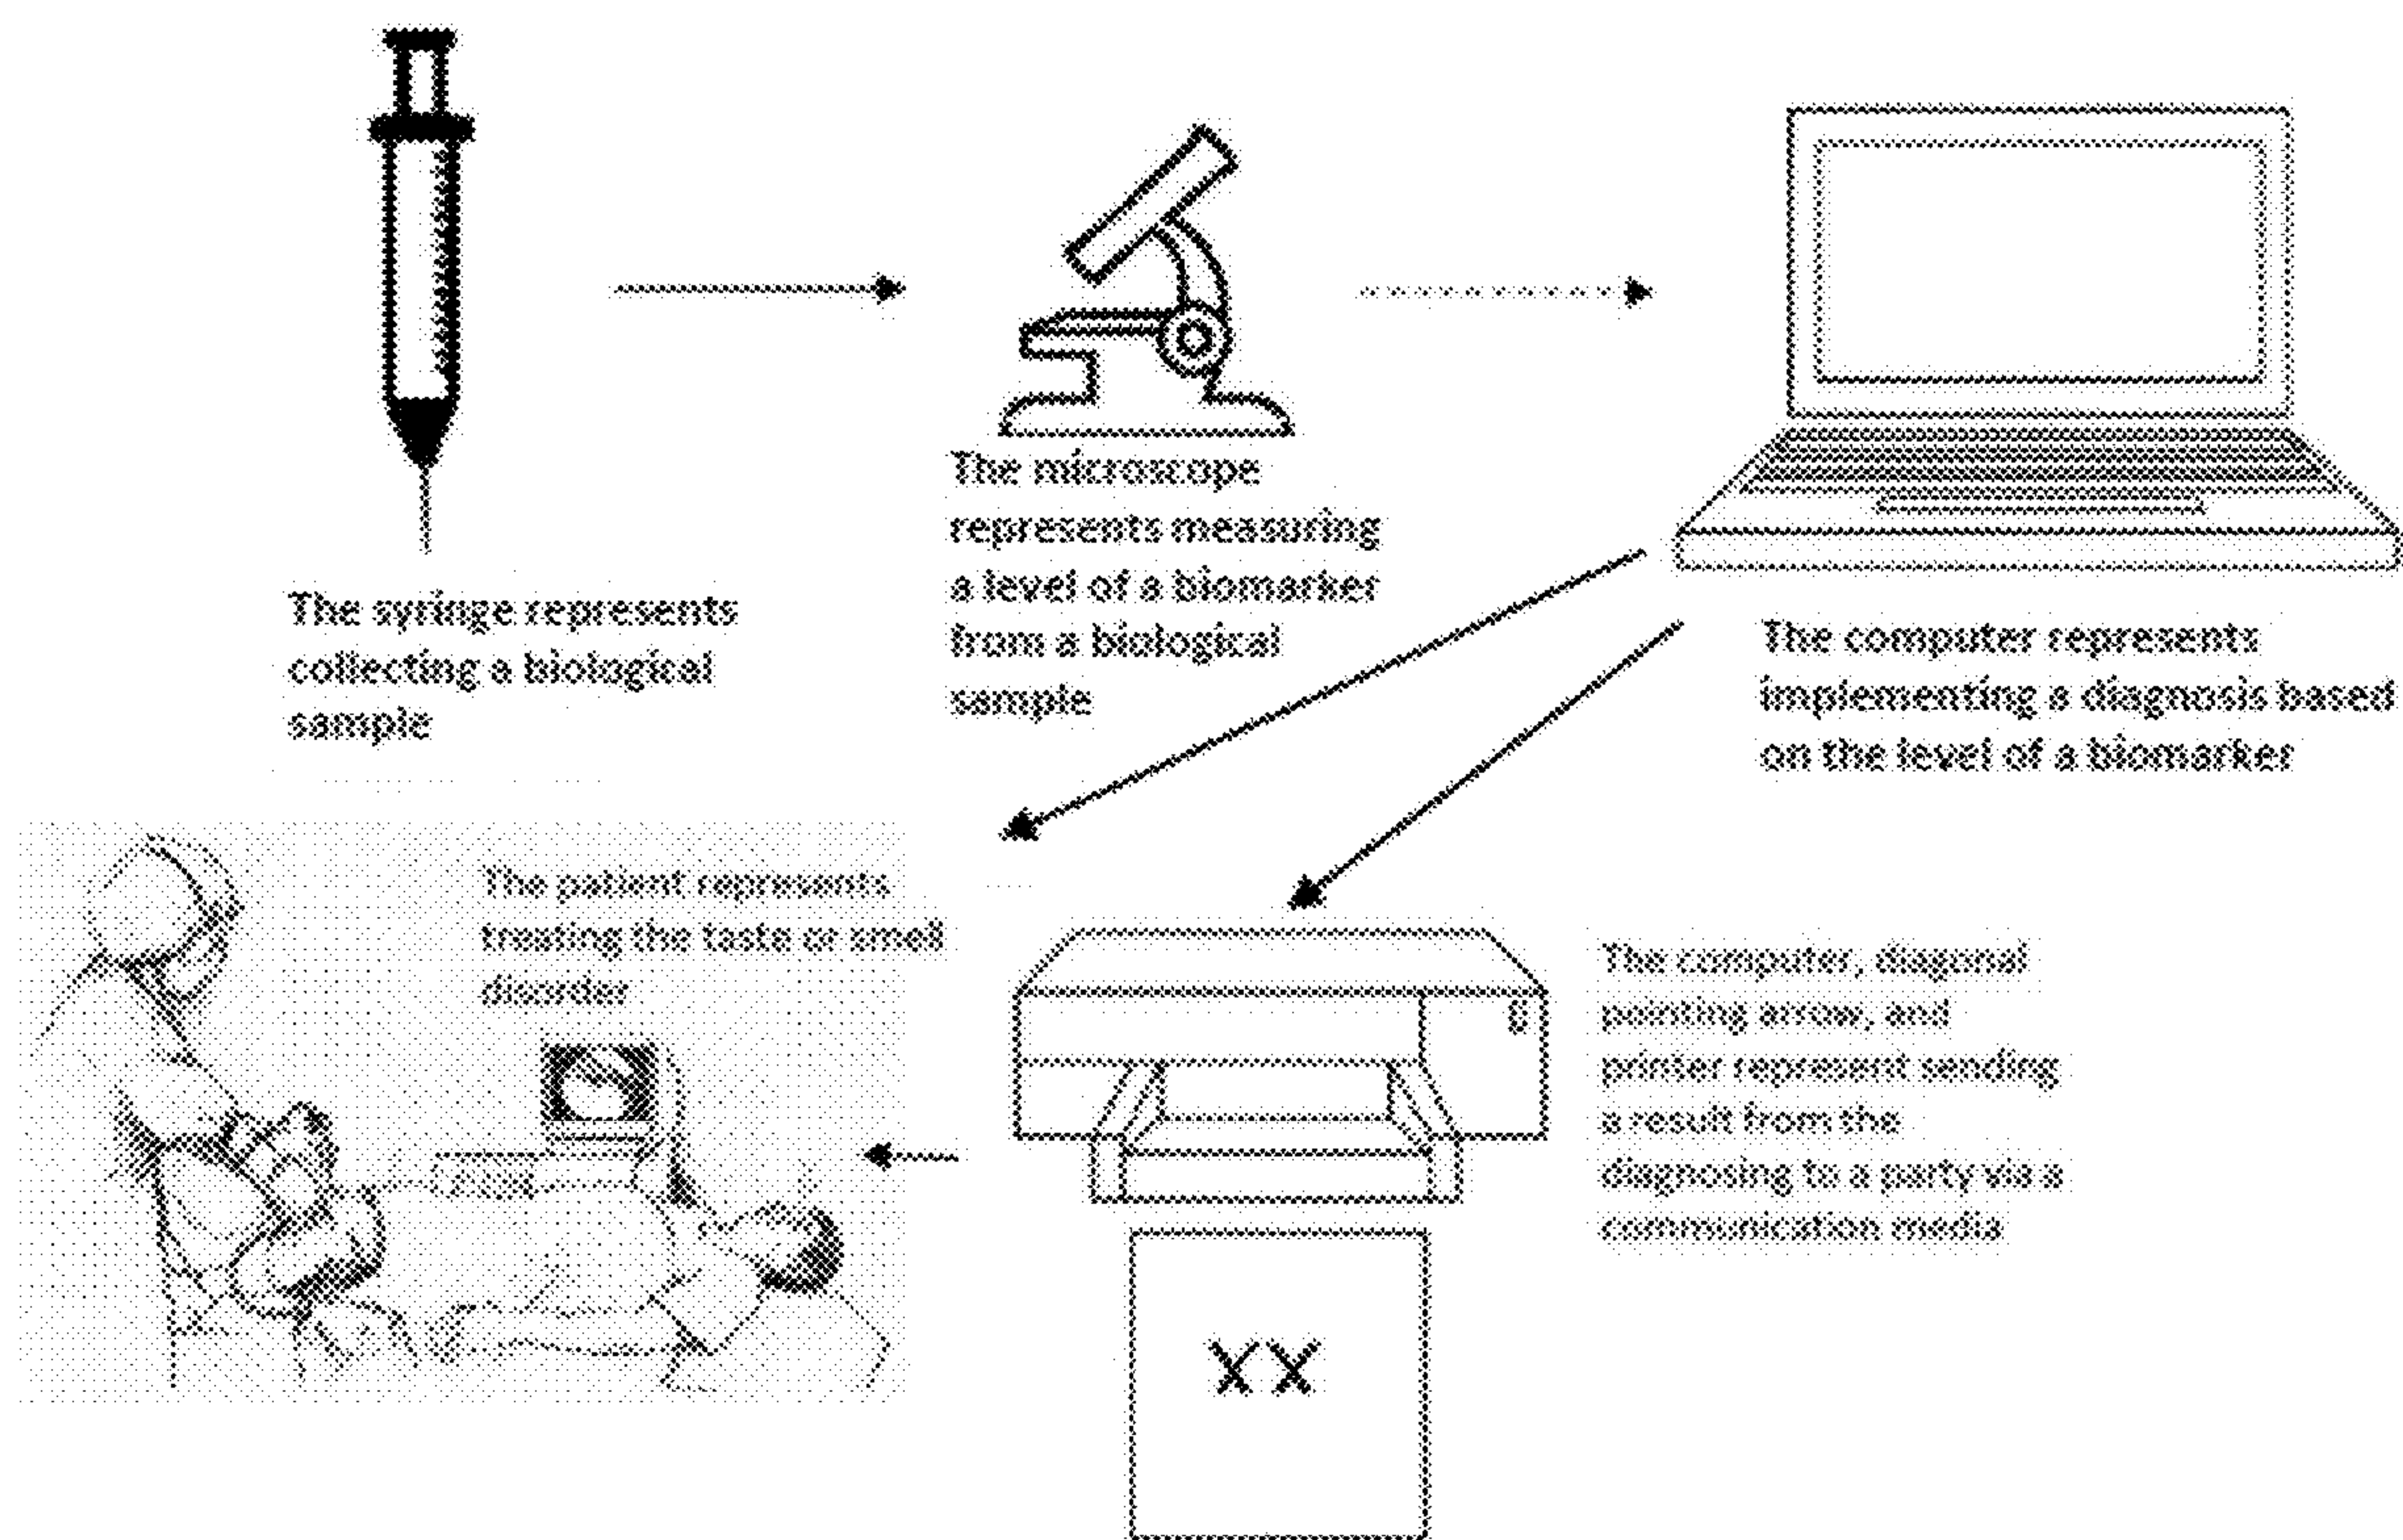 The syringe represents
collecting a biological
sample
The microscope
represents measuring
a level of a biomarker
from a biological
sample
The computer represents
implementing a diagnosis based
on the level of a biomarker
The patient represents
treating the taste or smell
disorder
The computer, diagonal
pointing arrow, and
printer represent sending
a result from the
diagnosing to a party via a
communication media
XX